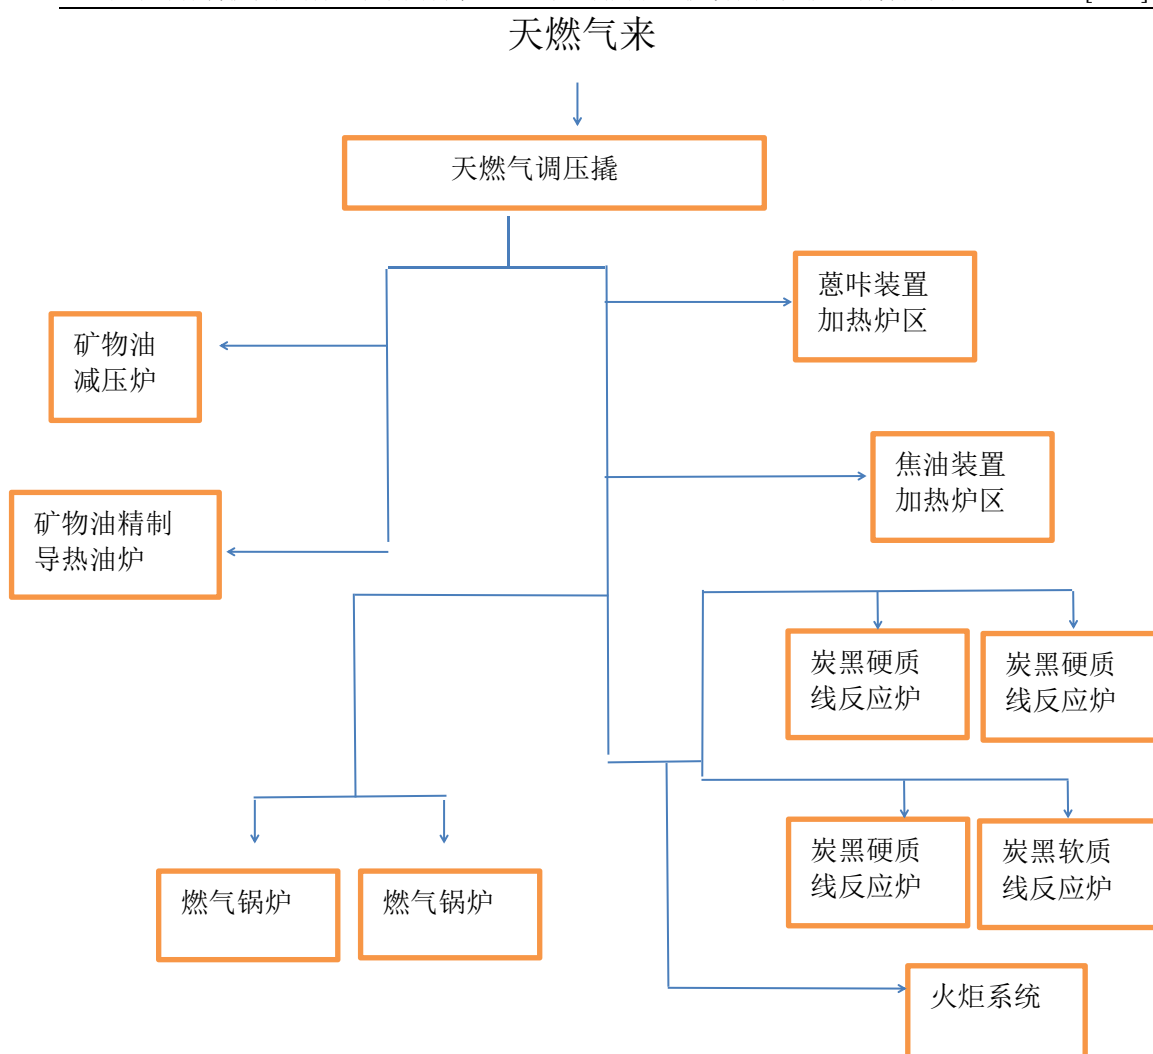 天燃气来
天燃气调压撬
蒽咔装置
加热炉区
矿物油
减压炉
焦油装置
加热炉区
矿物油精制
导热油炉
炭黑硬质
线反应炉
炭黑硬质
线反应炉
炭黑硬质
线反应炉
炭黑软质
线反应炉
燃气锅炉
燃气锅炉
火炬系统